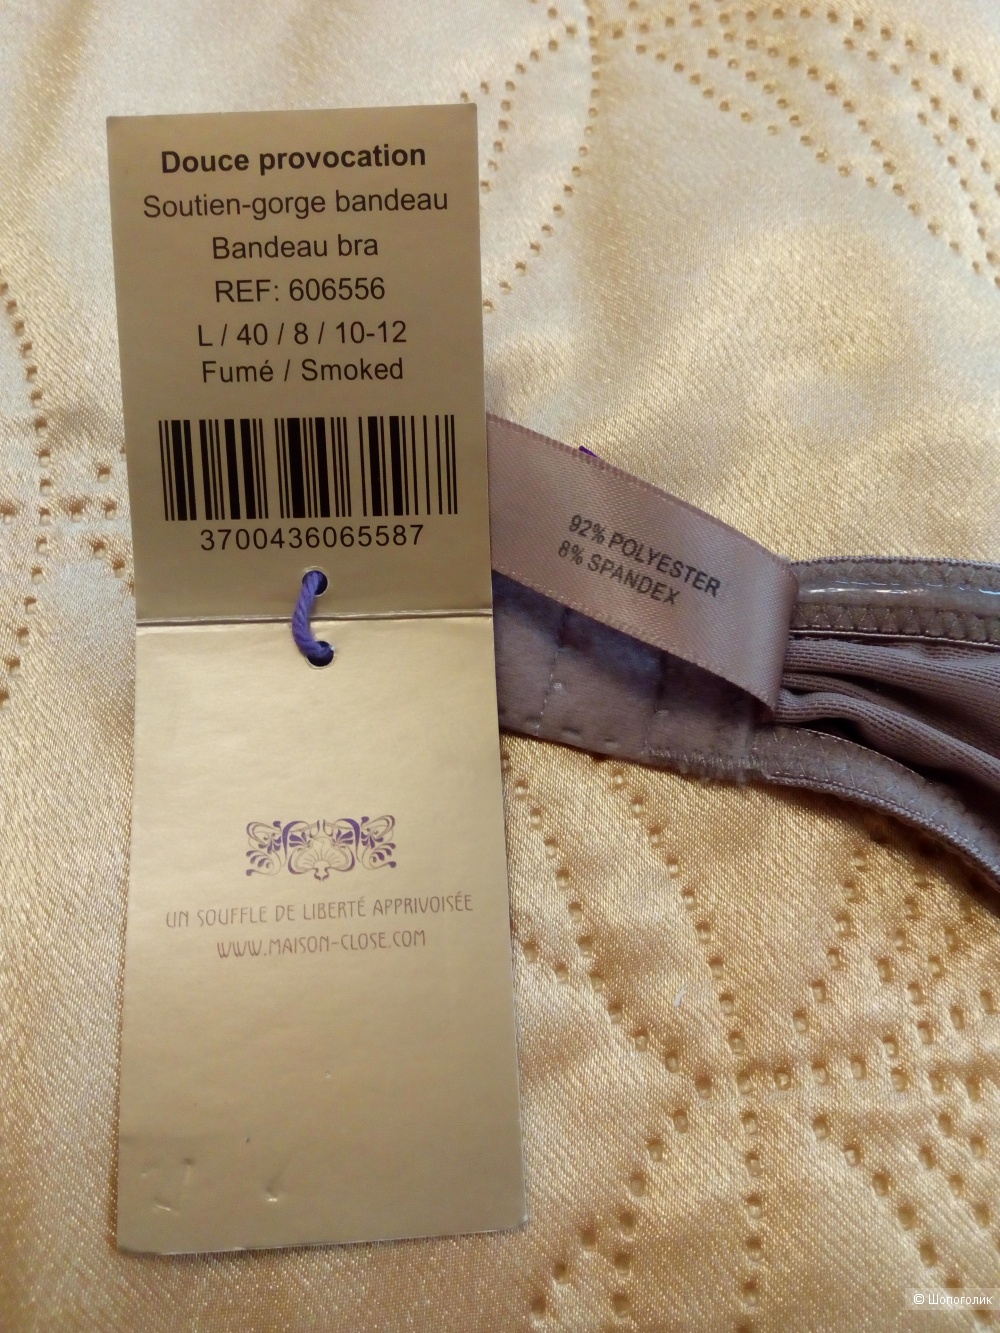 Douce provocation
Soutien-gorge bandeau
Bandeau bra
REF: 606556
L / 40 / 8 / 10-12
Fumé / Smoked
3700436065587
92% POLYESTER
8% SPANDEX
UN SOUFFLE DE LIBERTÉ APPRIVOISÉE
WWW.MAISON-CLOSE.COM
© Шопоголик